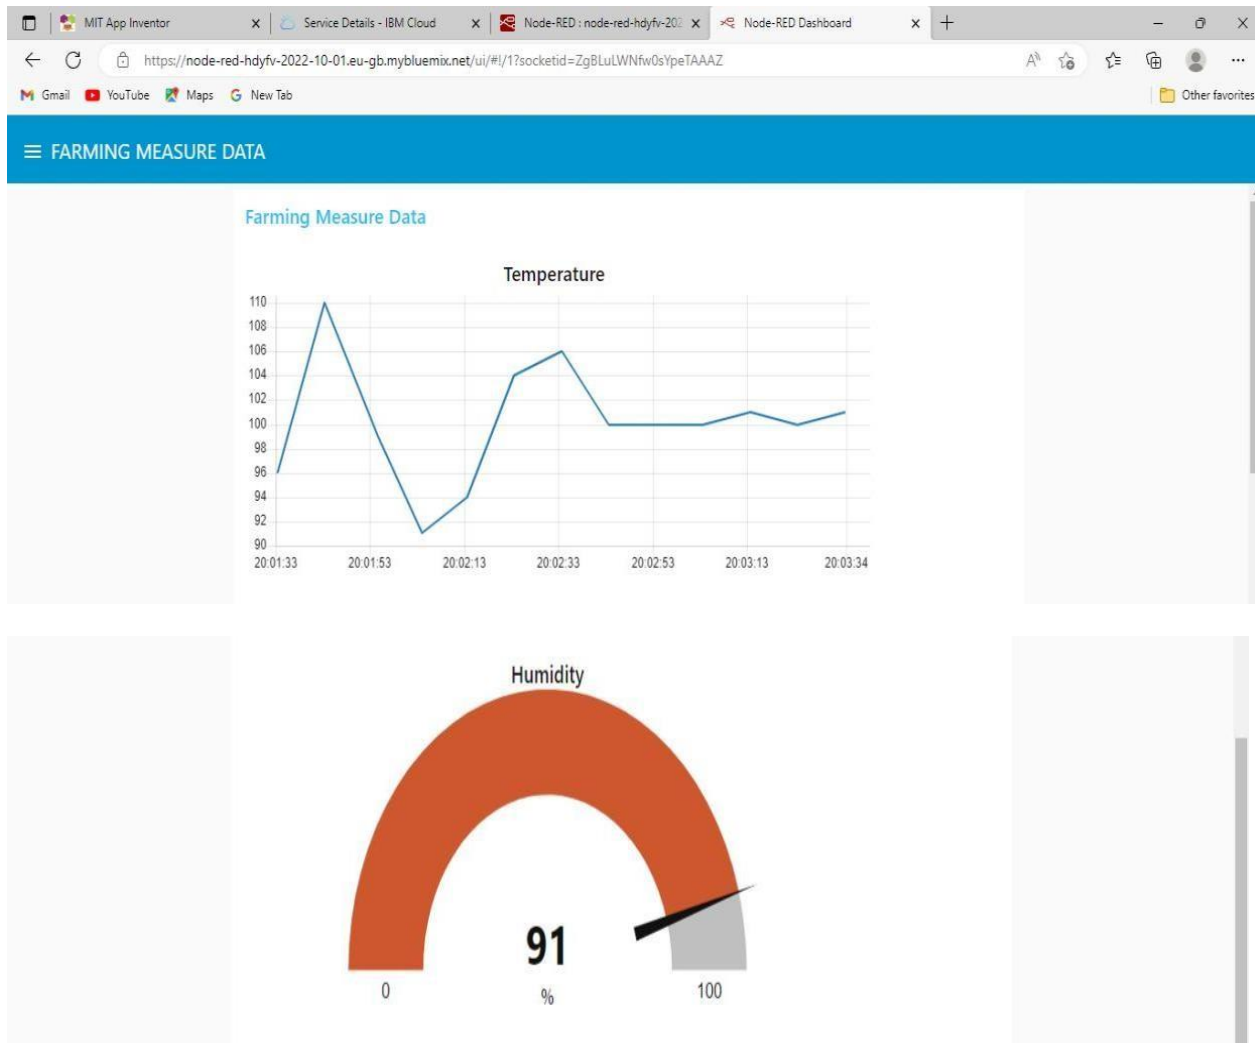 MIT App Inventor Service Details - IBM Cloud Node-RED : node-red-hdyfv-202 Node-RED Dashboard
https://node-red-hdyfv-2022-10-01.eu-gb.mybluemix.net/ui/#!/1?socketid=ZgBLuLWNfw0sYpeTAAAZ
Gmail YouTube Maps New Tab Other favorites
FARMING MEASURE DATA
Farming Measure Data
Temperature
110
108
106
104
102
100
98
96
94
92
90
20:01:33 20:01:53 20:02:13 20:02:33 20:02:53 20:03:13 20:03:34
Humidity
91
0 % 100